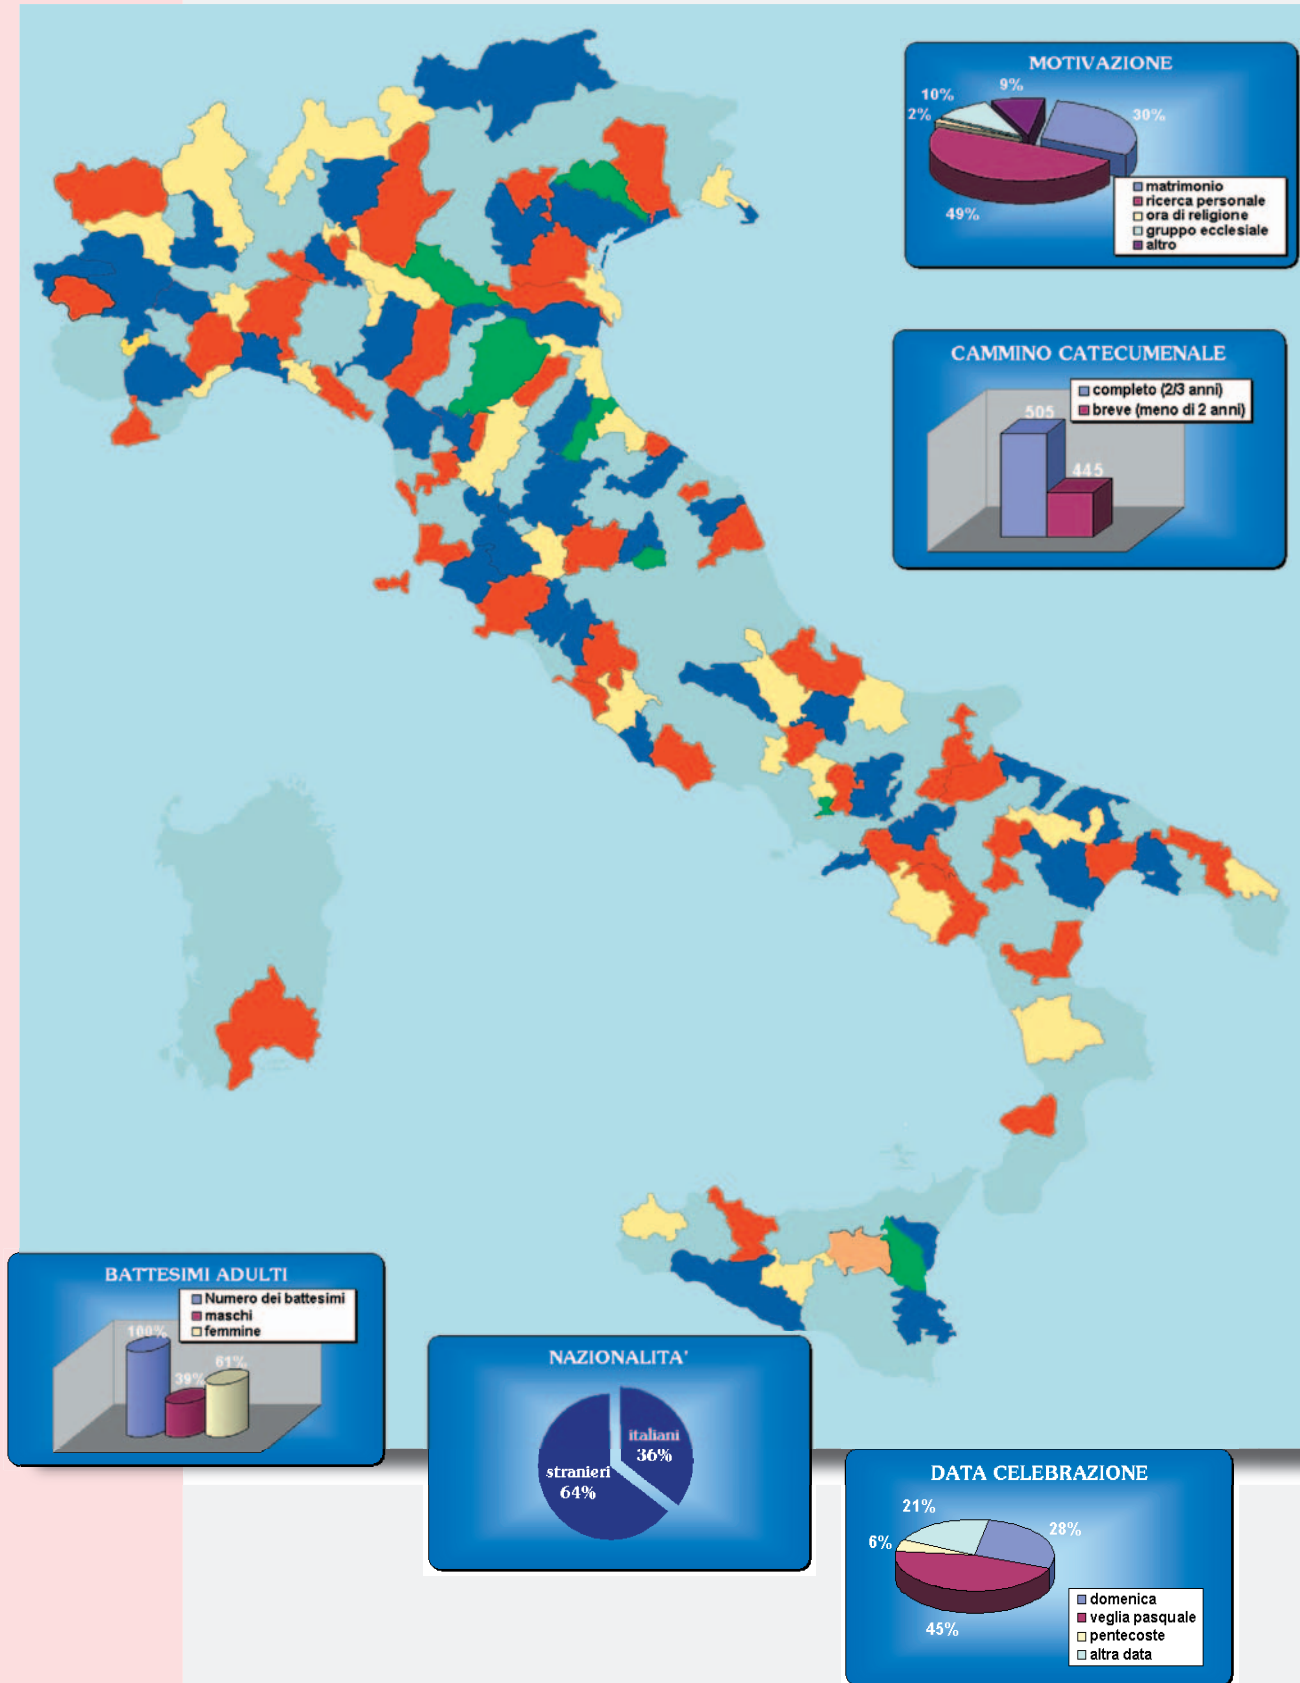 MOTIVAZIONE
9%
10%
2%
30%
49%
matrimonio
ricerca personale
ora di religione
gruppo ecclesiale
altro
CAMMINO CATECUMENALE
completo (2/3 anni)
breve (meno di 2 anni)
505
445
BATTESIMI ADULTI
Numero dei battesimi
maschi
femmine
100%
39%
61%
NAZIONALITA'
italiani
36%
stranieri
64%
DATA CELEBRAZIONE
21%
28%
6%
45%
domenica
veglia pasquale
pentecoste
altra data